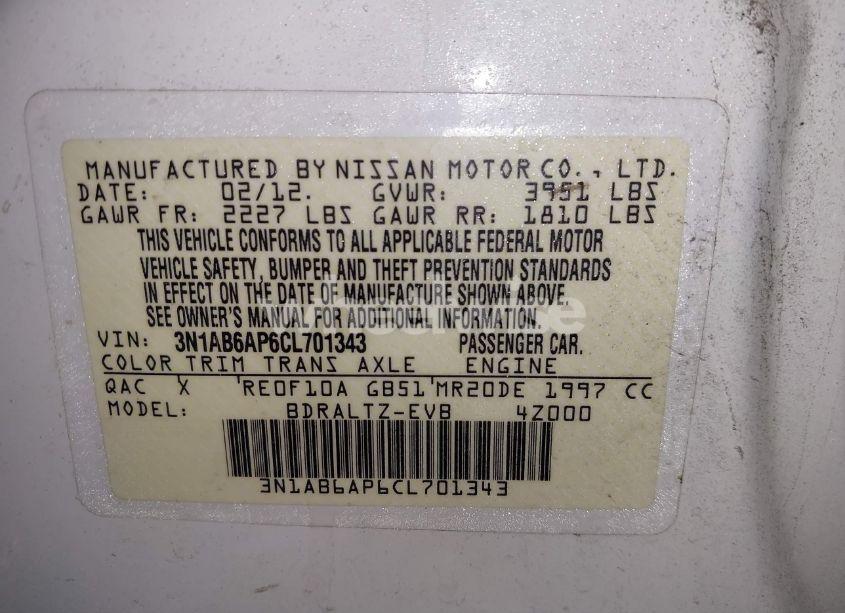 MANUFACTURED BY NISSAN MOTOR CO., LTD.
DATE: 02/12. GVWR: 3951 LBS
GAWR FR: 2227 LBS GAWR RR: 1810 LBS
THIS VEHICLE CONFORMS TO ALL APPLICABLE FEDERAL MOTOR
VEHICLE SAFETY, BUMPER AND THEFT PREVENTION STANDARDS
IN EFFECT ON THE DATE OF MANUFACTURE SHOWN ABOVE.
SEE OWNER'S MANUAL FOR ADDITIONAL INFORMATION.
VIN: 3N1AB6AP6CL701343 PASSENGER CAR.
COLOR TRIM TRANS AXLE ENGINE
QAC X 'RE0F10A GB51'MR20DE 1997 CC
MODEL: BDRALTZ-EVB 4Z000
3N1AB6AP6CL701343